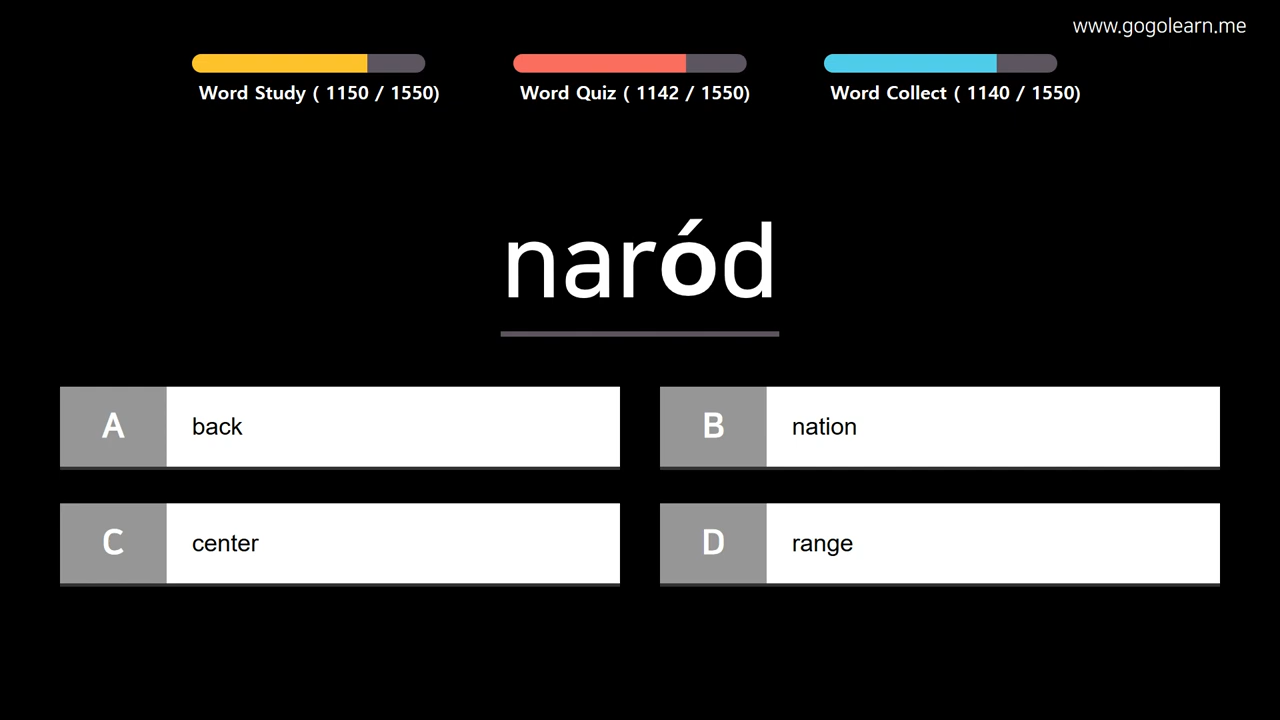 www.gogolearn.me
Word Study ( 1150 / 1550)
Word Quiz ( 1142 / 1550)
Word Collect ( 1140 / 1550)
naród
A back
B nation
C center
D range